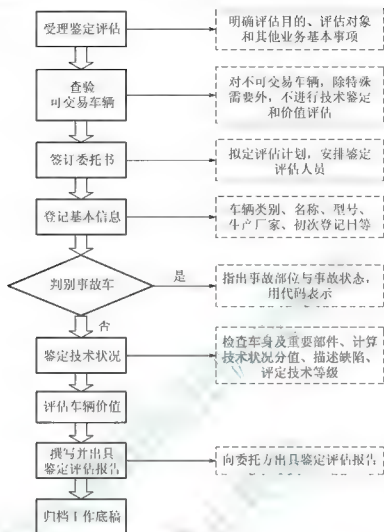 受理鉴定评估
明确评估目的、评估对象
和其他业务基本事项
查验
可交易车辆
对不可交易车辆，除特殊
需要外，不进行技术鉴定
和价值评估
签订委托书
拟定评估计划，安排鉴定
评估人员
登记基本信息
车辆类别、名称、型号、
生产厂家、初次登记日等
判别事故车
是
指出事故部位与事故状态，
用代码表示
否
鉴定技术状况
检查车身及重要部件、计算
技术状况分值、描述缺陷、
评定技术等级
评估车辆价值
撰写并出具
鉴定评估报告
向委托方出具鉴定评估报告
归档工作底稿